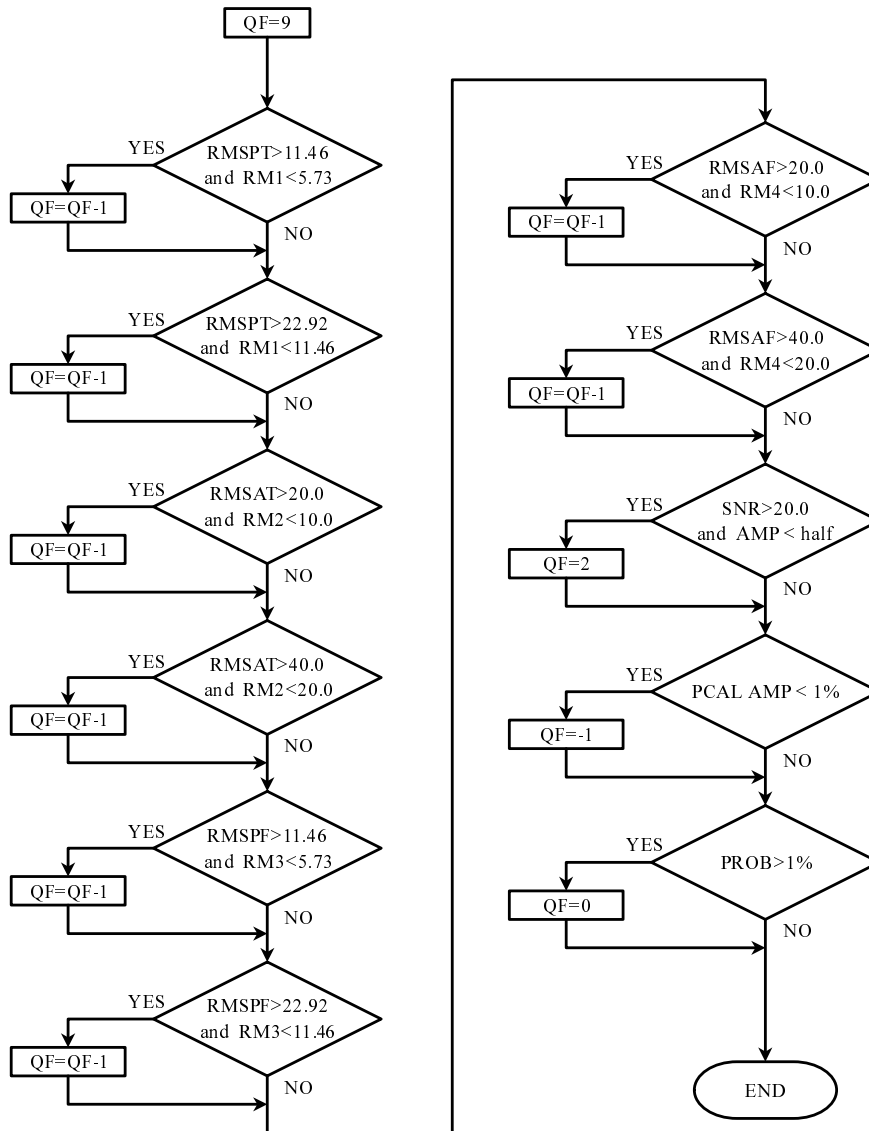 QF=9
YES
RMSPT>11.46
and RM1<5.73
QF=QF-1
NO
YES
RMSPT>22.92
and RM1<11.46
QF=QF-1
NO
YES
RMSAT>20.0
and RM2<10.0
QF=QF-1
NO
YES
RMSAT>40.0
and RM2<20.0
QF=QF-1
NO
YES
RMSPF>11.46
and RM3<5.73
QF=QF-1
NO
YES
RMSPF>22.92
and RM3<11.46
QF=QF-1
NO
YES
RMSAF>20.0
and RM4<10.0
QF=QF-1
NO
YES
RMSAF>40.0
and RM4<20.0
QF=QF-1
NO
YES
SNR>20.0
and AMP < half
QF=2
NO
YES
PCAL AMP < 1%
QF=-1
NO
YES
PROB>1%
QF=0
NO
END